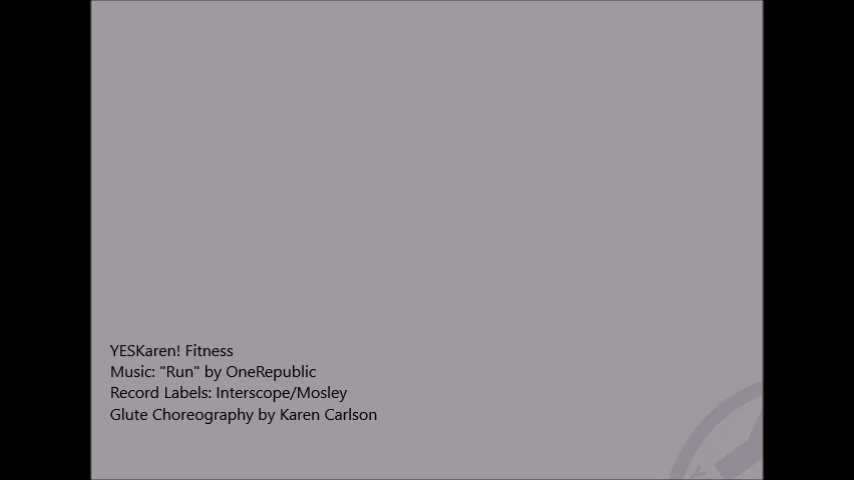 YESKaren! Fitness
Music: "Run" by OneRepublic
Record Labels: Interscope/Mosley
Glute Choreography by Karen Carlson